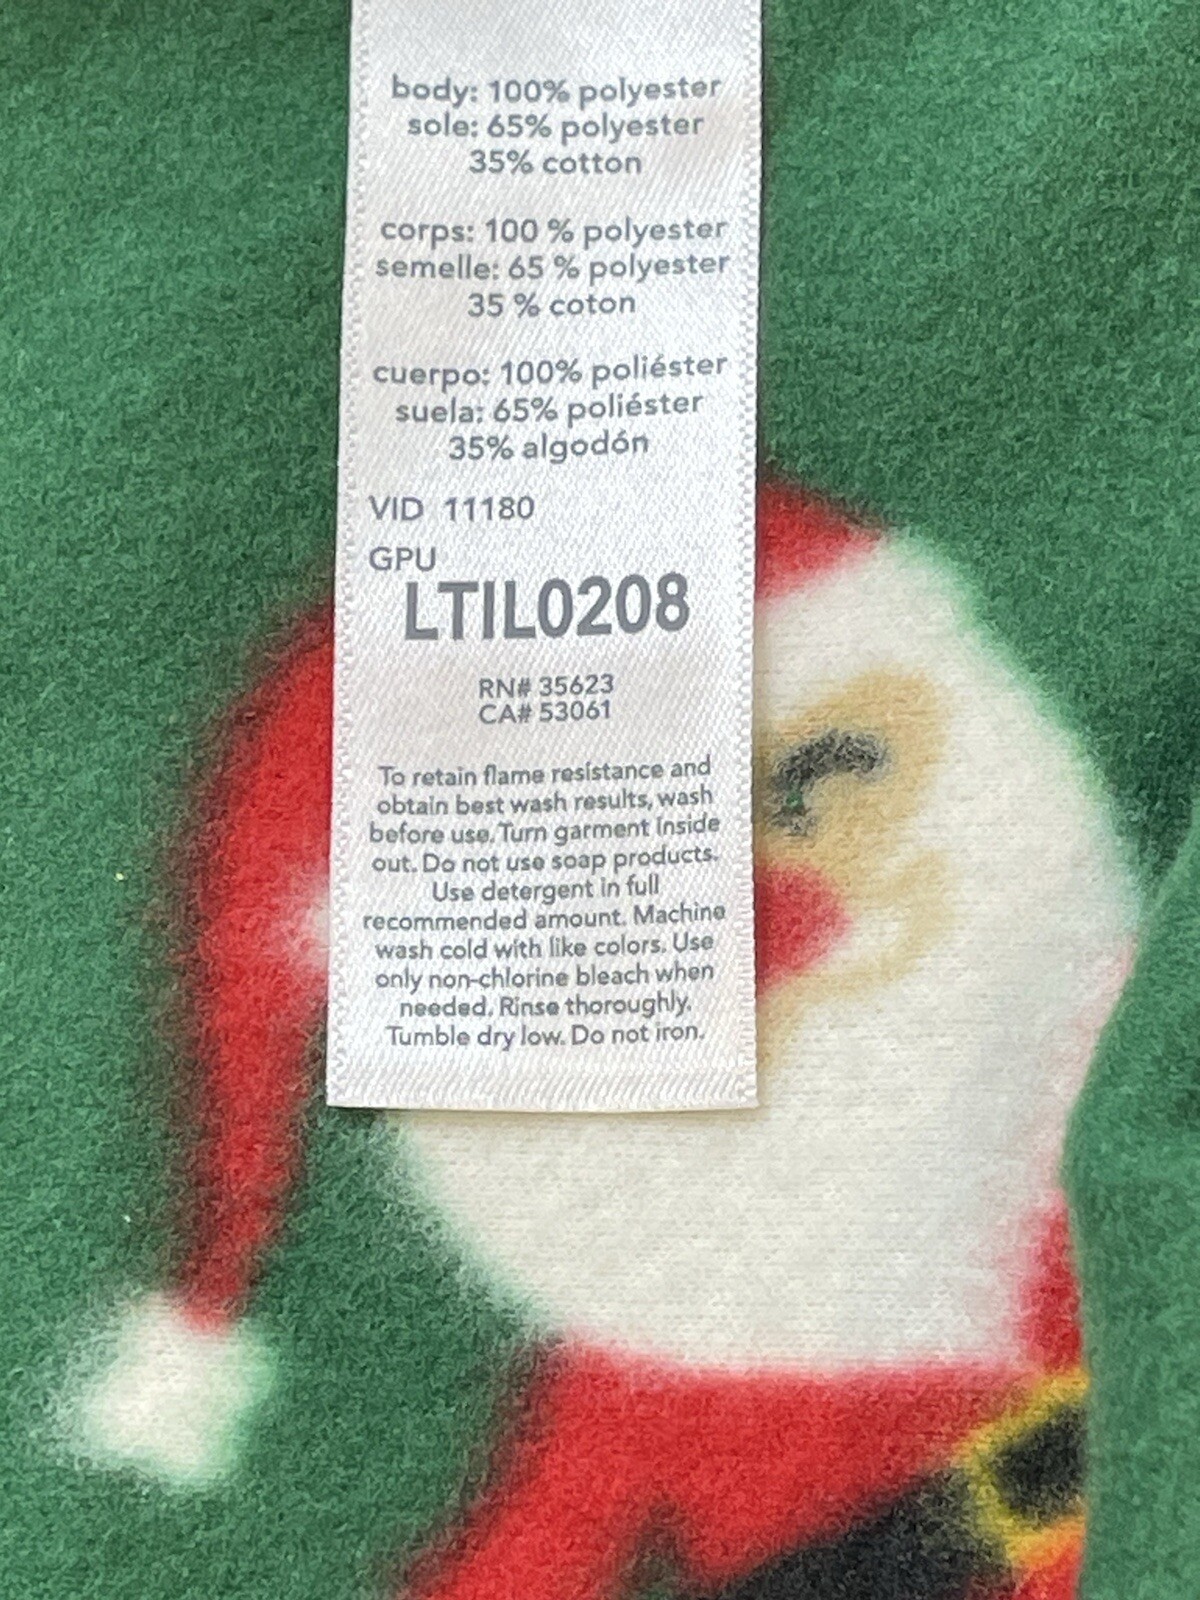 body: 100% polyester
sole: 65% polyester
35% cotton
corps: 100 % polyester
semelle: 65 % polyester
35 % coton
cuerpo: 100% poliéster
suela: 65% poliéster
35% algodón
VID 11180
GPU
LTIL0208
RN# 35623
CA# 53061
To retain flame resistance and
obtain best wash results, wash
before use. Turn garment Inside
out. Do not use soap products.
Use detergent in full
recommended amount. Machine
wash cold with like colors. Use
only non-chlorine bleach when
needed. Rinse thoroughly.
Tumble dry low. Do not iron.